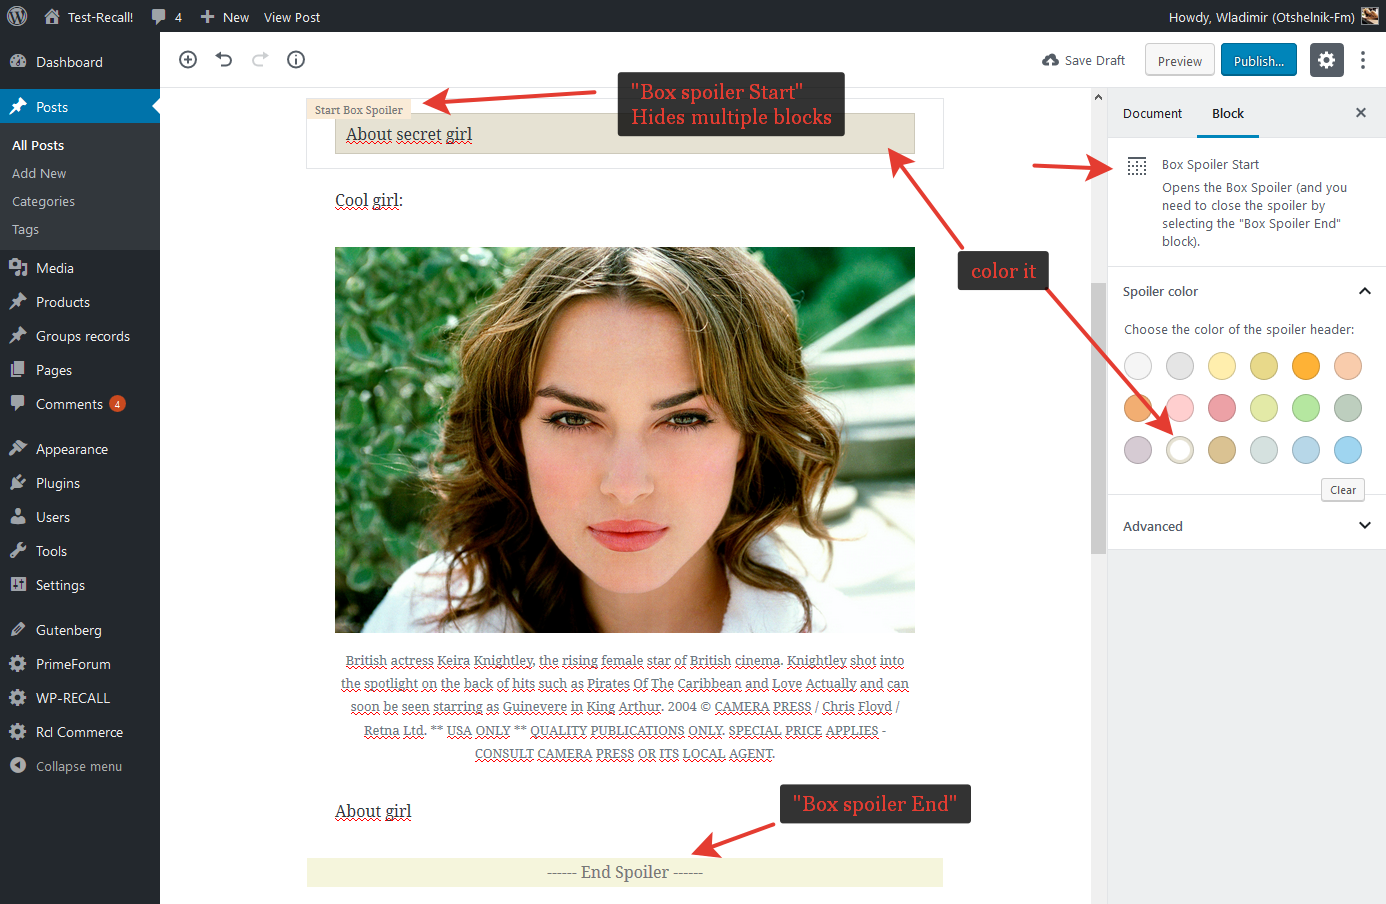 Test-Recall!
4
New
View Post
Howdy, Wladimir (Otshelnik-Fm)
Dashboard
Posts
All Posts
Add New
Categories
Tags
Media
Products
Groups records
Pages
Comments 4
Appearance
Plugins
Users
Tools
Settings
Gutenberg
PrimeForum
WP-RECALL
Rcl Commerce
Collapse menu
Save Draft
Preview
Publish...
Start Box Spoiler
"Box spoiler Start"
Hides multiple blocks
About secret girl
Cool girl:
color it
British actress Keira Knightley, the rising female star of British cinema. Knightley shot into
the spotlight on the back of hits such as Pirates Of The Caribbean and Love Actually and can
soon be seen starring as Guinevere in King Arthur. 2004 © CAMERA PRESS / Chris Floyd /
Retna Ltd. ** USA ONLY ** QUALITY PUBLICATIONS ONLY. SPECIAL PRICE APPLIES -
CONSULT CAMERA PRESS OR ITS LOCAL AGENT.
About girl
"Box spoiler End"
------ End Spoiler ------
Document
Block
Box Spoiler Start
Opens the Box Spoiler (and you
need to close the spoiler by
selecting the "Box Spoiler End"
block).
Spoiler color
Choose the color of the spoiler header:
Clear
Advanced